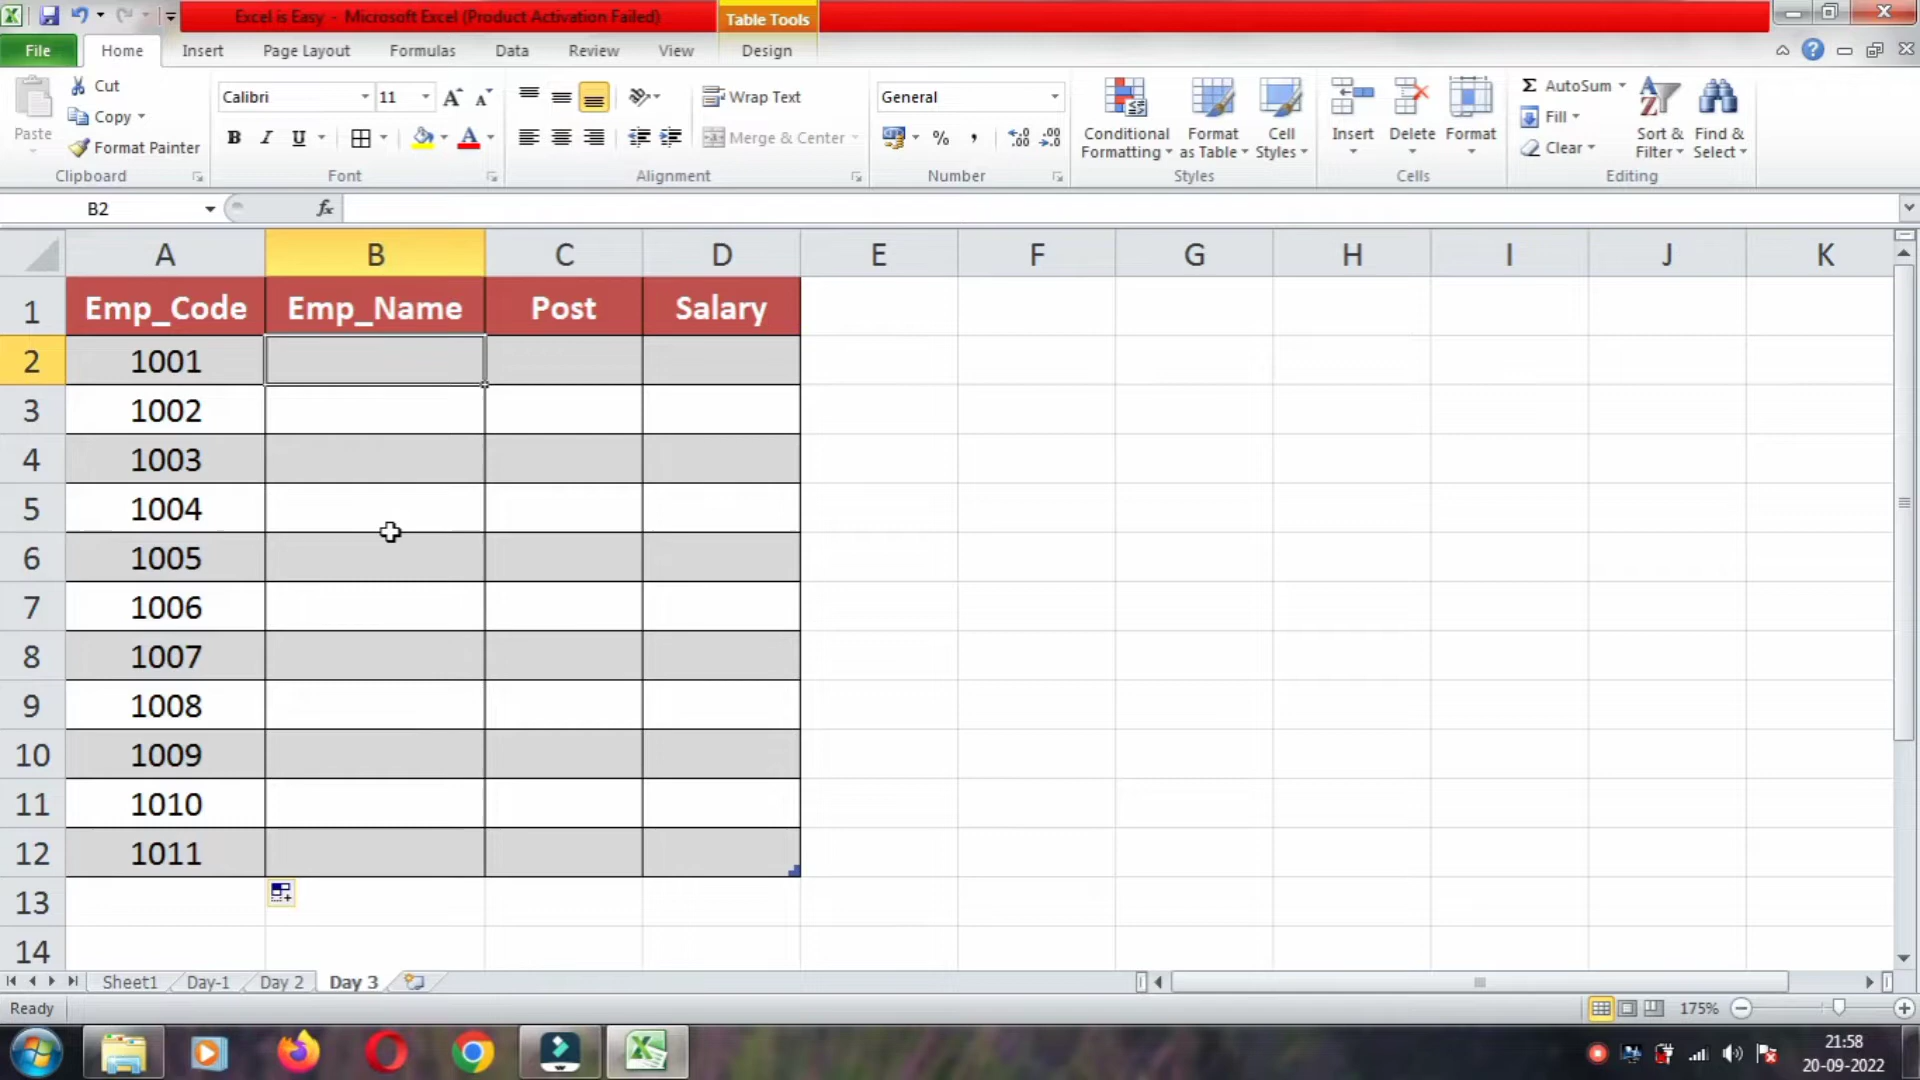 Excel is Easy - Microsoft Excel (Product Activation Failed)
Table Tools
File Home Insert Page Layout Formulas Data Review View Design
Paste
Cut
Copy
Format Painter
Clipboard
Calibri 11
B I U A
Font
Wrap Text
Merge & Center
Alignment
General
%
Number
Conditional Formatting
Format as Table
Cell Styles
Styles
Insert Delete Format
Cells
Σ AutoSum
Fill
Clear
Sort & Filter
Find & Select
Editing
B2 fx
A B C D E F G H I J K
1 Emp_Code Emp_Name Post Salary
2 1001
3 1002
4 1003
5 1004
6 1005
7 1006
8 1007
9 1008
10 1009
11 1010
12 1011
13
14
Sheet1 Day-1 Day 2 Day 3
Ready 175%
21:58
20-09-2022